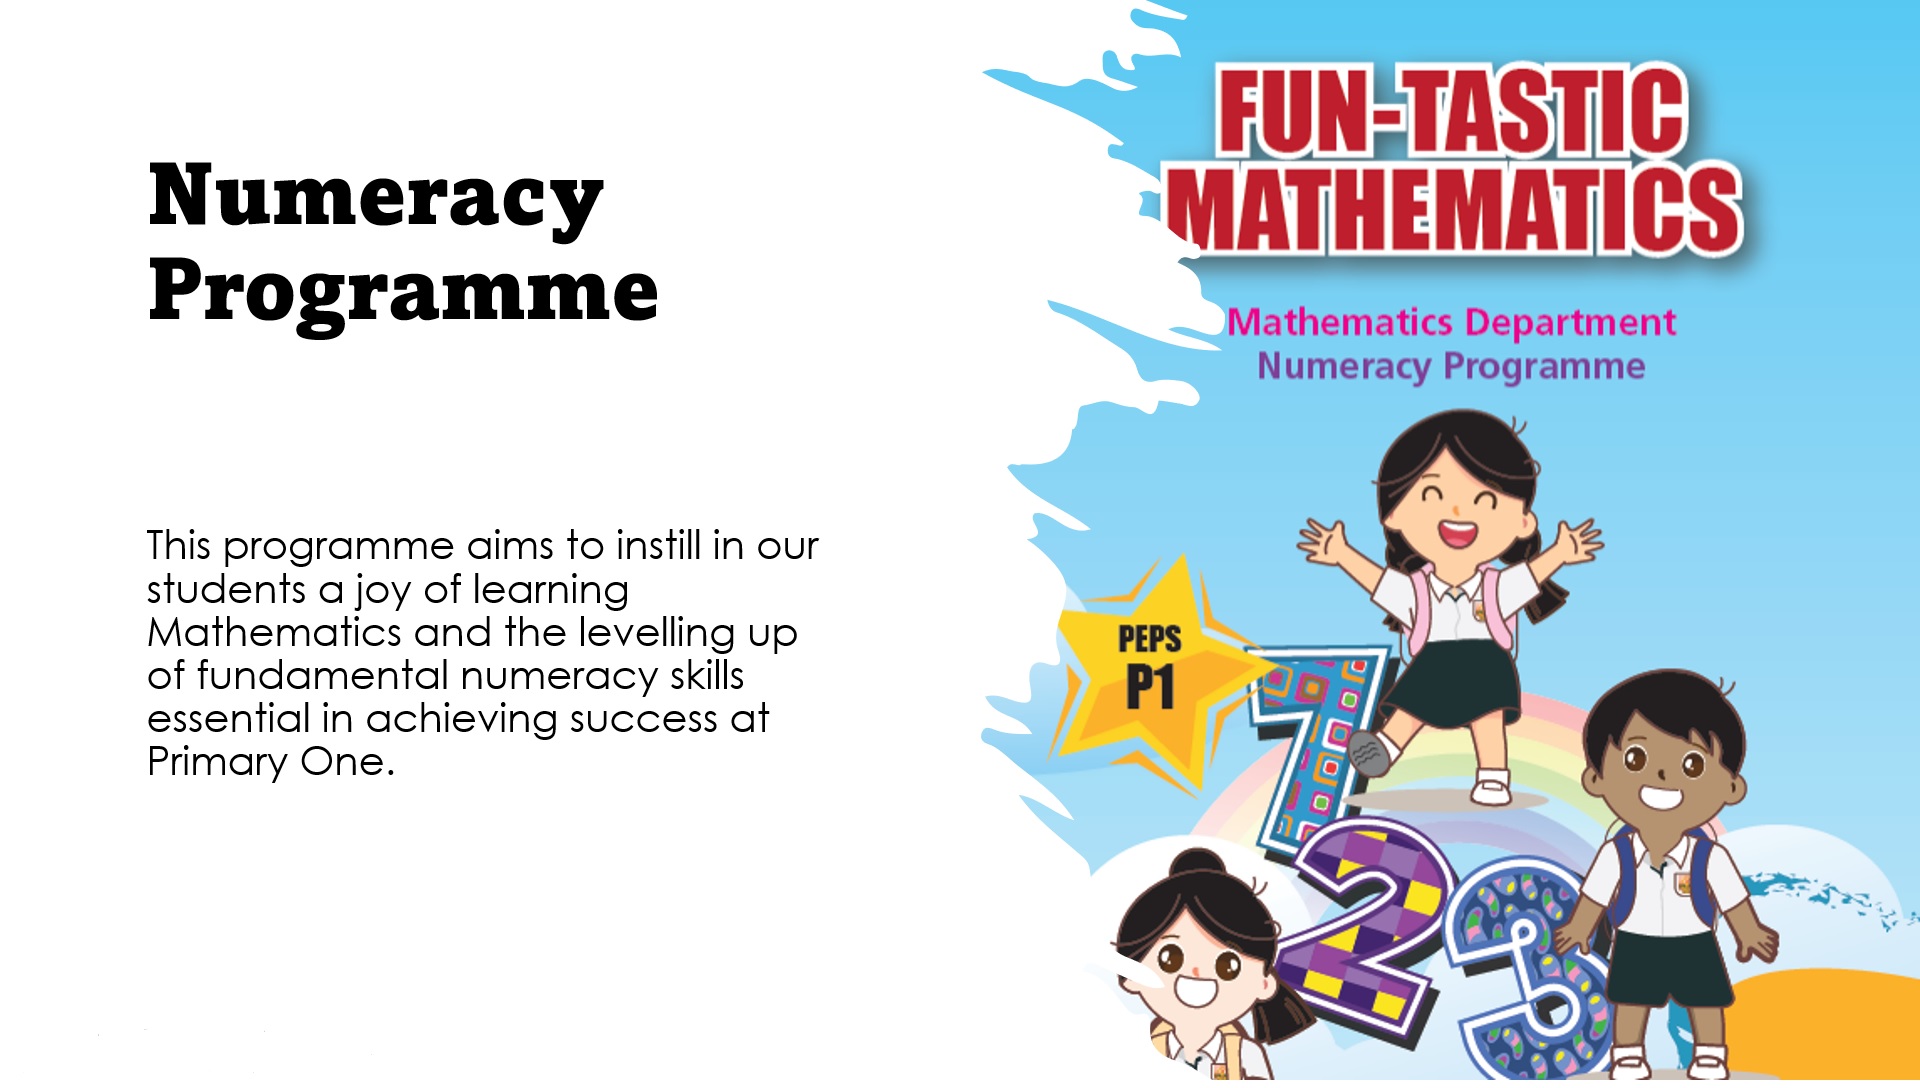 Numeracy
Programme
This programme aims to instill in our
students a joy of learning
Mathematics and the levelling up
of fundamental numeracy skills
essential in achieving success at
Primary One.
FUN-TASTIC
MATHEMATICS
Mathematics Department
Numeracy Programme
PEPS
P1
1
2
3